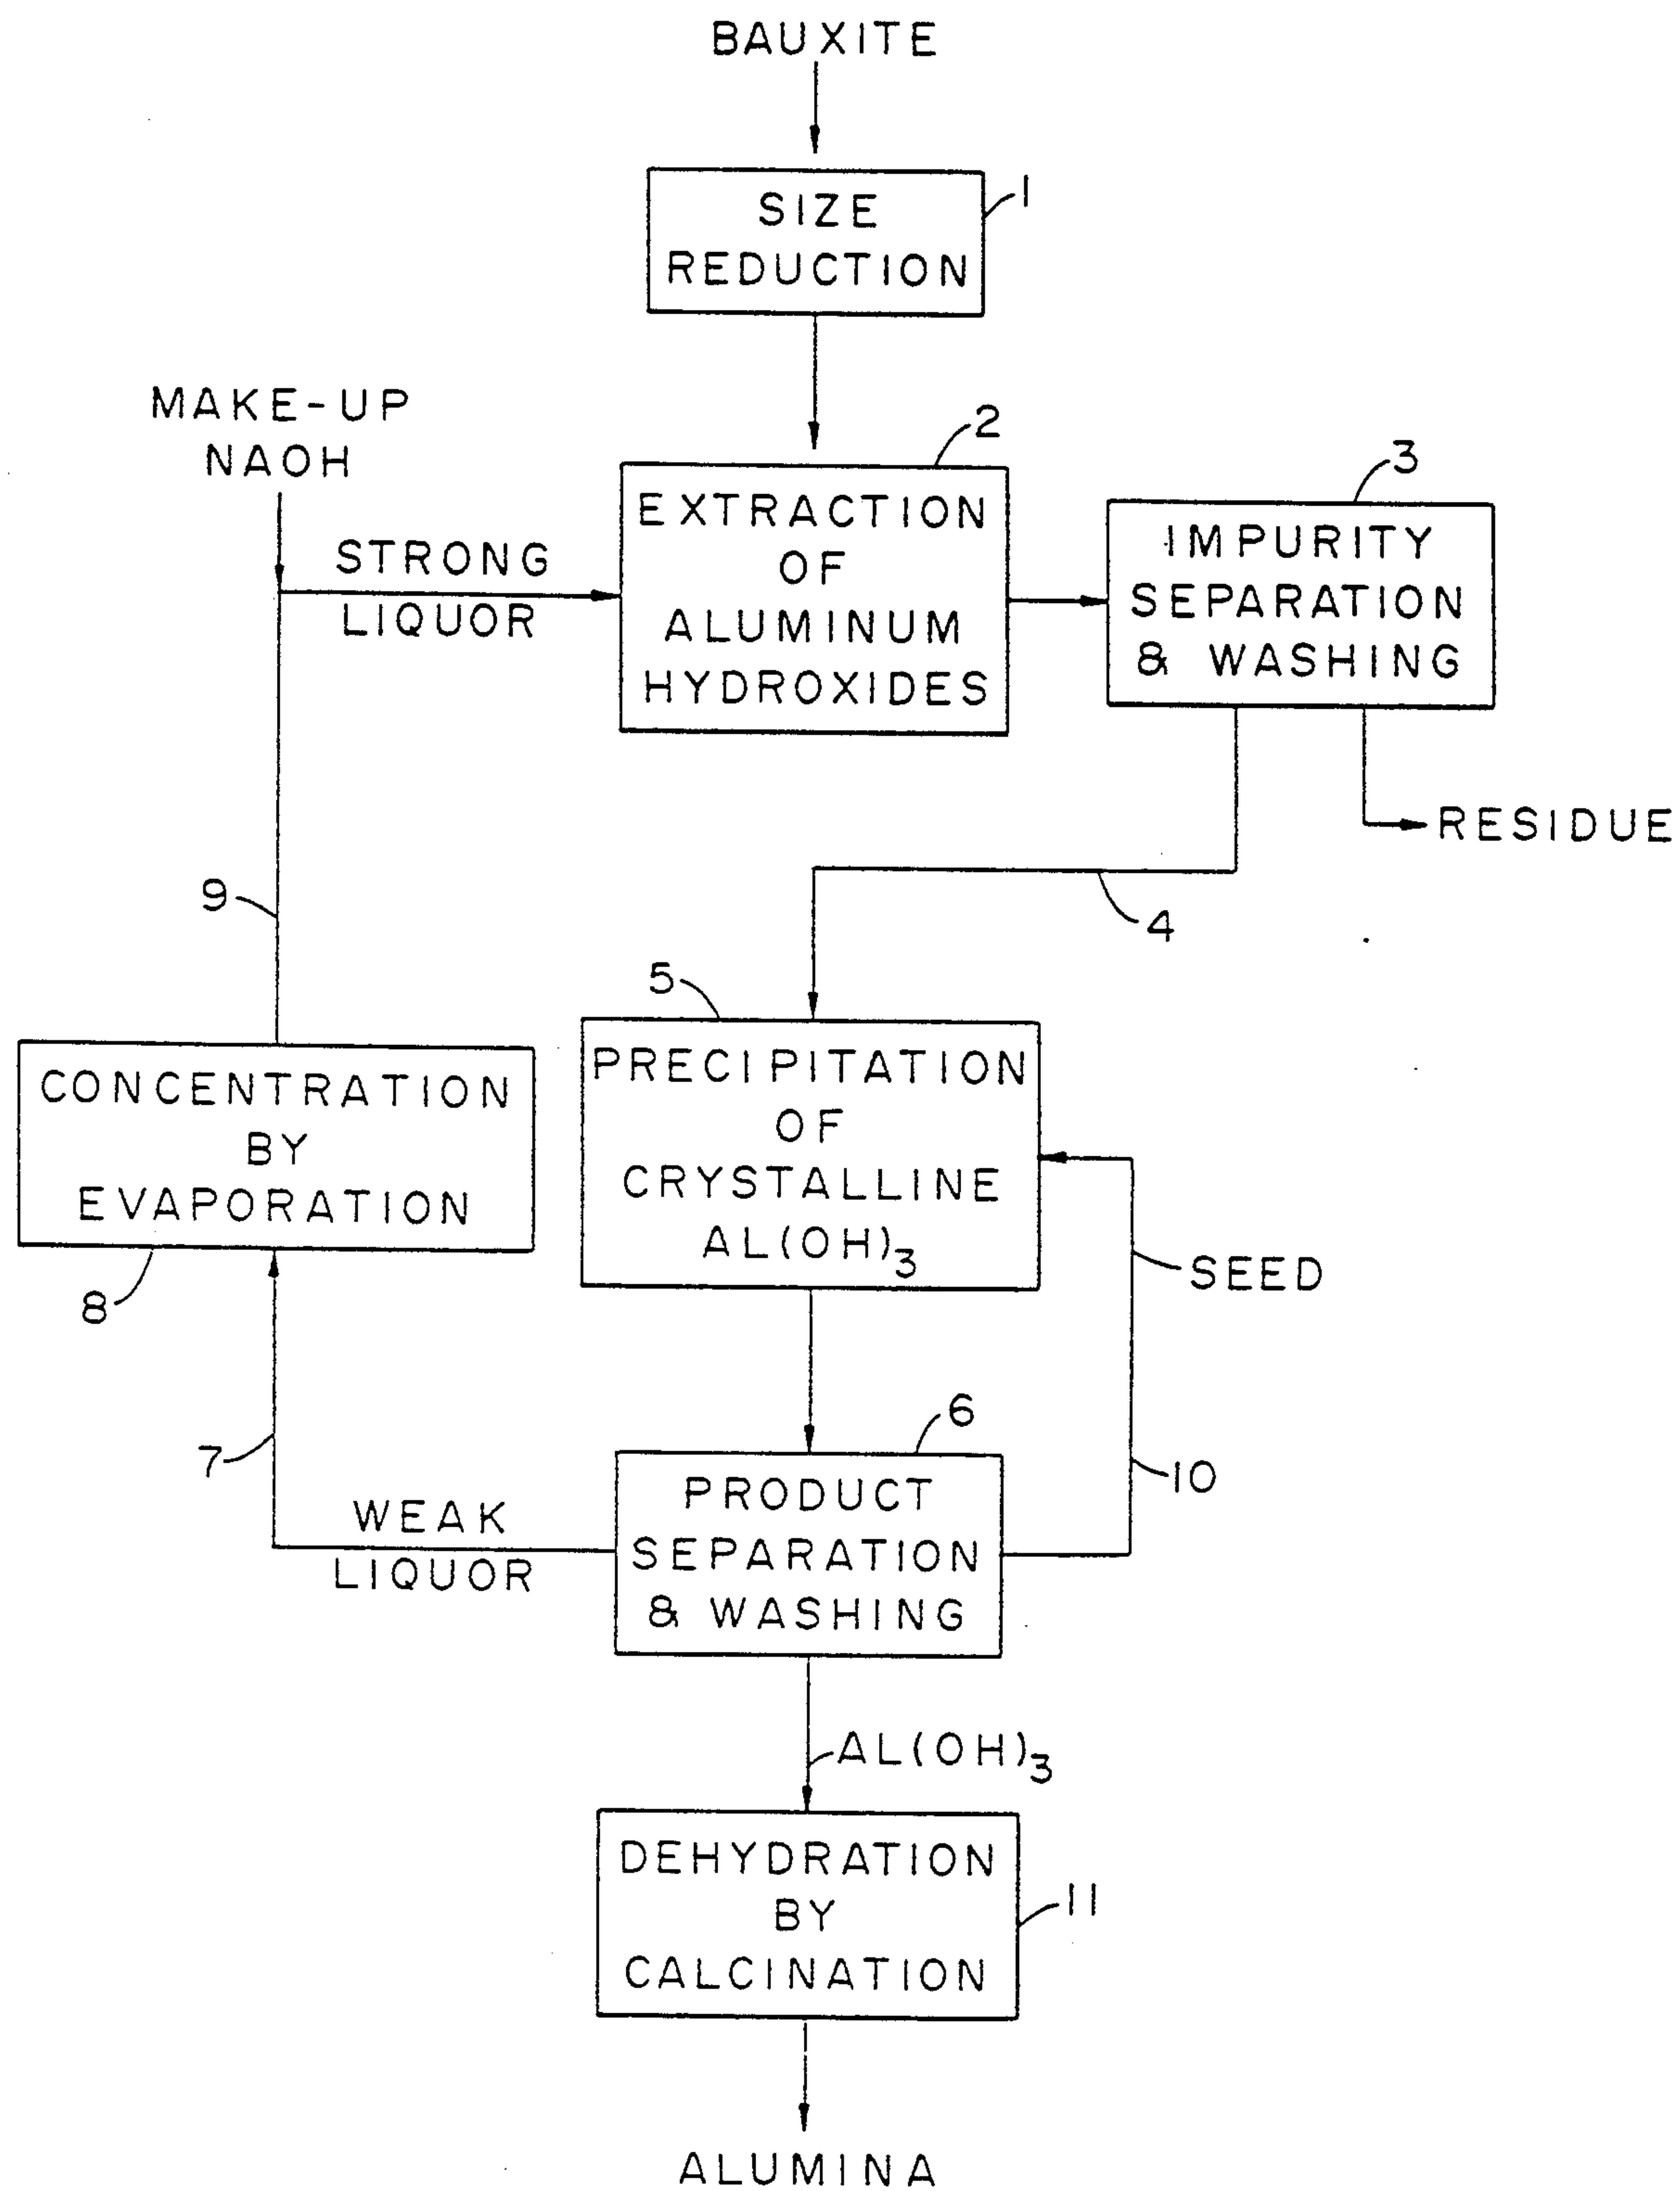 BAUXITE
SIZE
REDUCTION
1
MAKE-UP
NAOH
STRONG
LIQUOR
2
EXTRACTION
OF
ALUMINUM
HYDROXIDES
3
IMPURITY
SEPARATION
& WASHING
RESIDUE
4
9
5
PRECIPITATION
OF
CRYSTALLINE
AL(OH)3
CONCENTRATION
BY
EVAPORATION
8
SEED
7
WEAK
LIQUOR
6
PRODUCT
SEPARATION
& WASHING
10
AL(OH)3
DEHYDRATION
BY
CALCINATION
11
ALUMINA